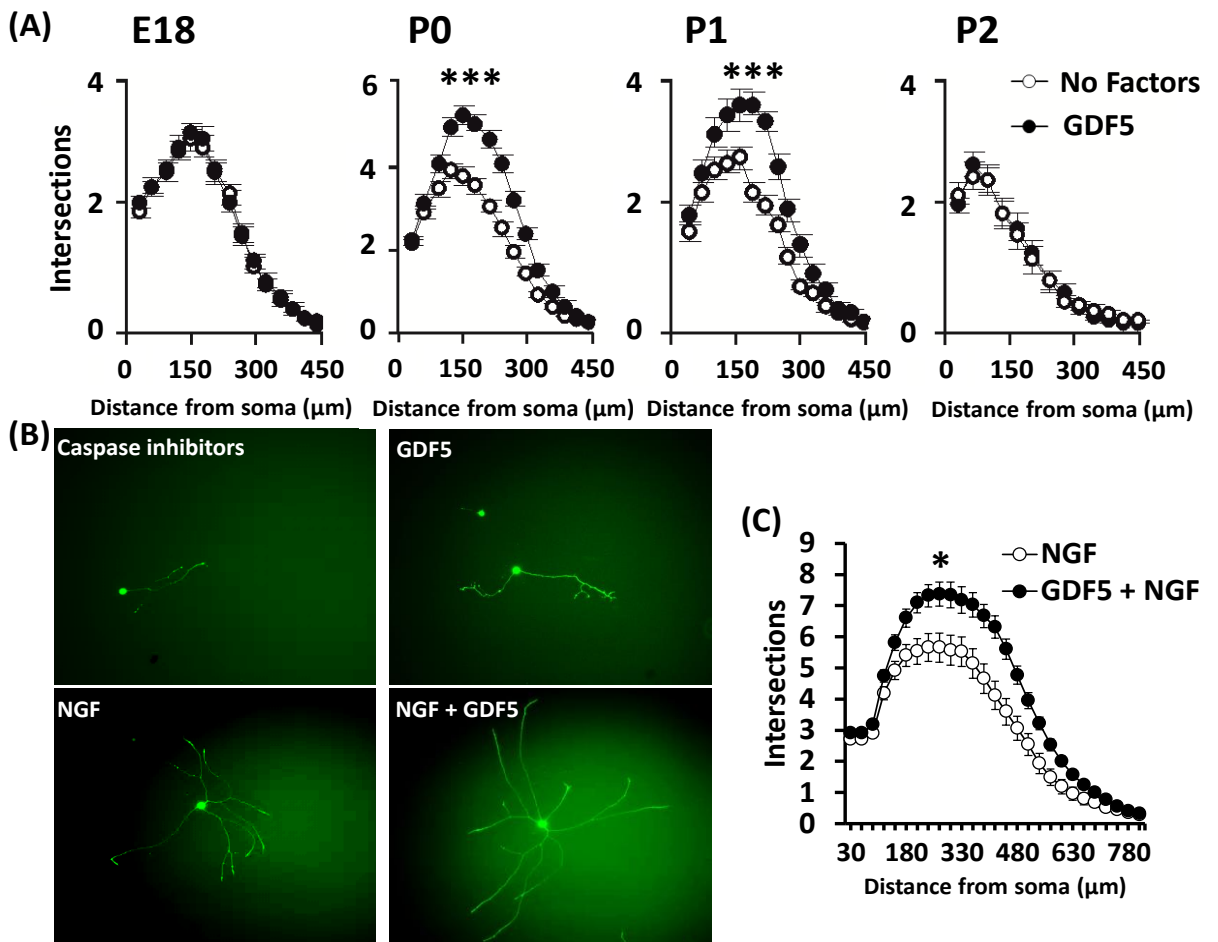 (A)
E18 P0 P1 P2
*** ***
No Factors
GDF5
Intersections
4
2
0
6
4
2
0
4
2
0
4
2
0
0 150 300 450
0 150 300 450
0 150 300 450
0 150 300 450
Distance from soma (µm)
Distance from soma (µm)
Distance from soma (µm)
Distance from soma (µm)
(B)
Caspase inhibitors
GDF5
NGF
NGF + GDF5
(C)
NGF
GDF5 + NGF
*
Intersections
9
8
7
6
5
4
3
2
1
0
30 180 330 480 630 780
Distance from soma (µm)